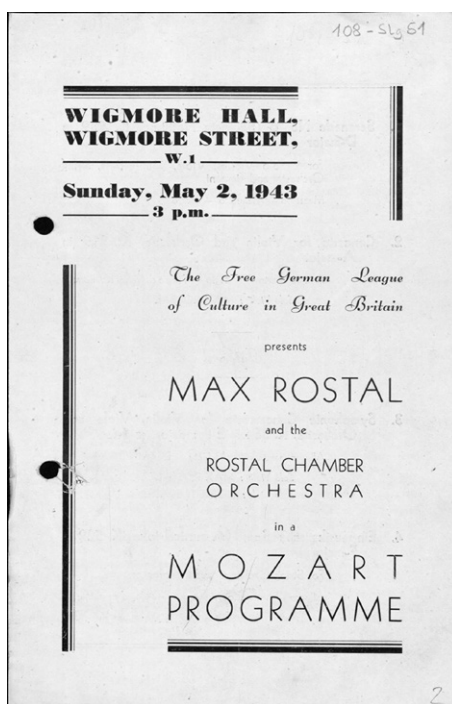 108-Slg 51
WIGMORE HALL,
WIGMORE STREET,
W.1
Sunday, May 2, 1943
3 p.m.
The Free German League
of Culture in Great Britain
presents
MAX ROSTAL
and the
ROSTAL CHAMBER
ORCHESTRA
in a
MOZART
PROGRAMME
2